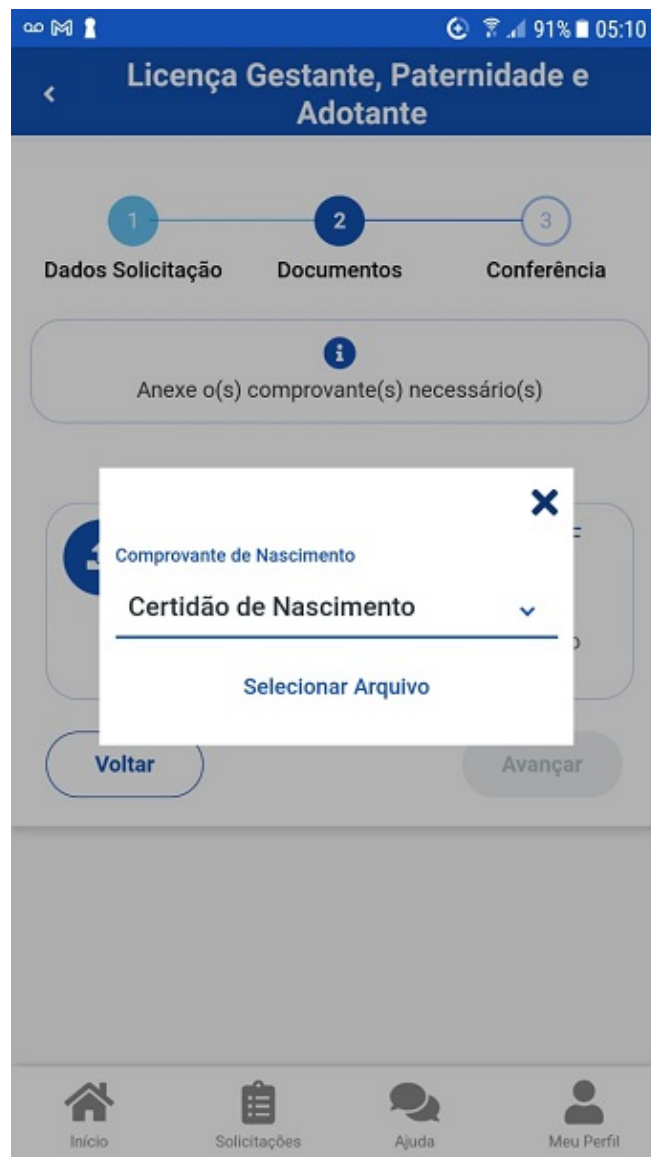 91% 05:10
Licença Gestante, Paternidade e
Adotante
1 2 3
Dados Solicitação Documentos Conferência
Anexe o(s) comprovante(s) necessário(s)
Comprovante de Nascimento
Certidão de Nascimento
Selecionar Arquivo
Voltar Avançar
Início Solicitações Ajuda Meu Perfil